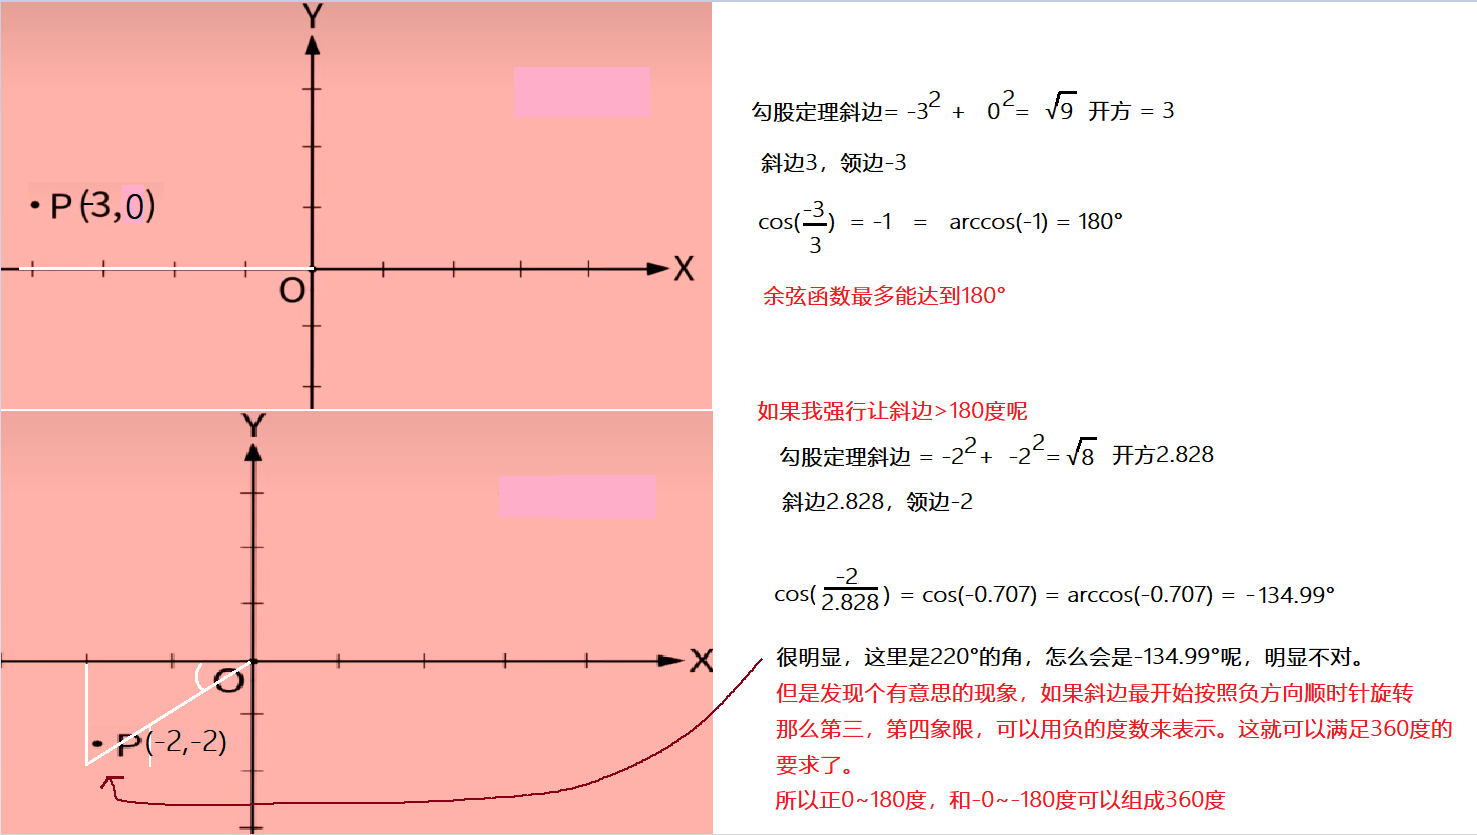 Y
P(-3,0)
X
O
勾股定理斜边= -3² + 0²= √9 开方 = 3
斜边3，领边-3
cos(-3/3) = -1 = arccos(-1) = 180°
余弦函数最多能达到180°
如果我强行让斜边>180度呢
勾股定理斜边 = -2²+ -2²=√8 开方2.828
斜边2.828，领边-2
cos(-2/2.828) = cos(-0.707) = arccos(-0.707) = -134.99°
很明显，这里是220°的角，怎么会是-134.99°呢，明显不对。
但是发现个有意思的现象，如果斜边最开始按照负方向顺时针旋转
那么第三，第四象限，可以用负的度数来表示。这就可以满足360度的
要求了。
所以正0~180度，和-0~-180度可以组成360度
Y
X
O
P(-2,-2)